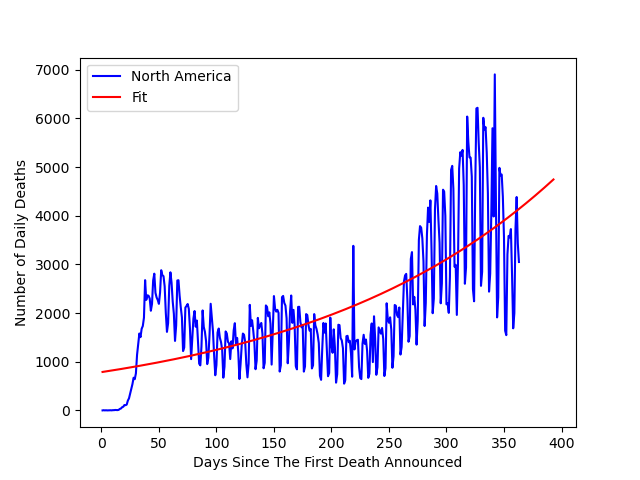 North America
Fit
Number of Daily Deaths
7000
6000
5000
4000
3000
2000
1000
0
0 50 100 150 200 250 300 350 400
Days Since The First Death Announced